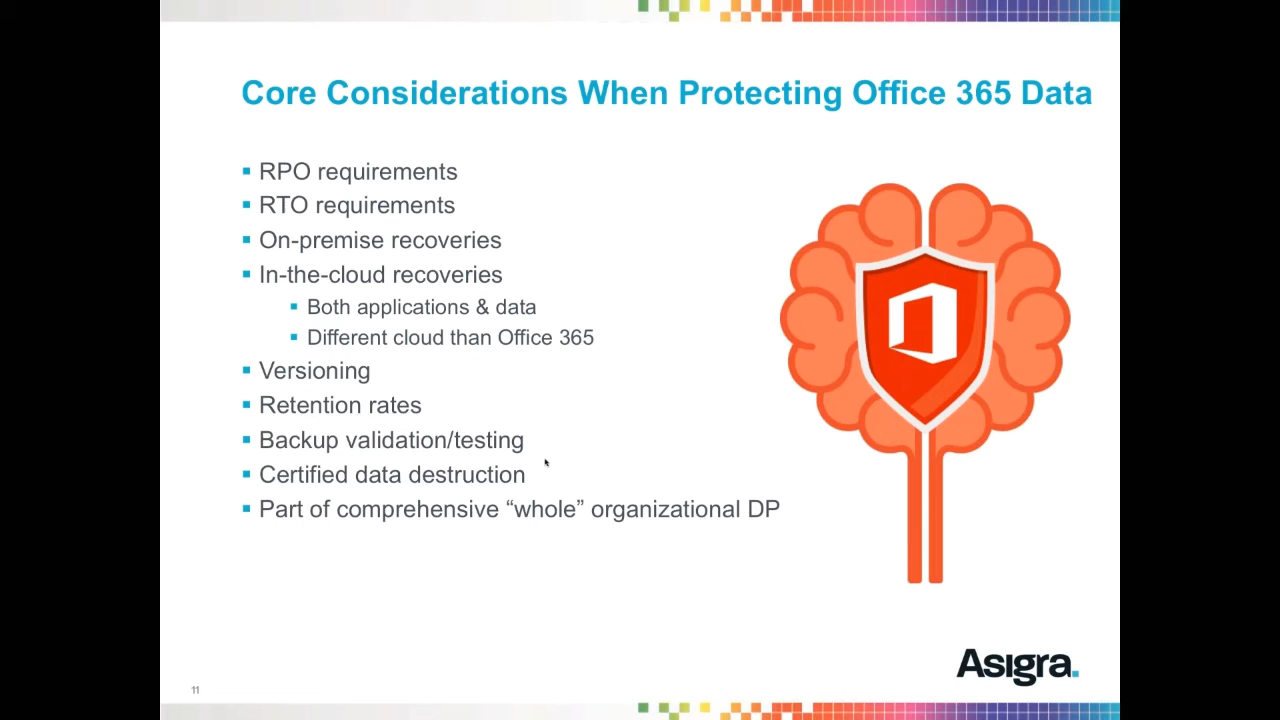 Core Considerations When Protecting Office 365 Data
RPO requirements
RTO requirements
On-premise recoveries
In-the-cloud recoveries
Both applications & data
Different cloud than Office 365
Versioning
Retention rates
Backup validation/testing
Certified data destruction
Part of comprehensive “whole” organizational DP
Asigra.
11